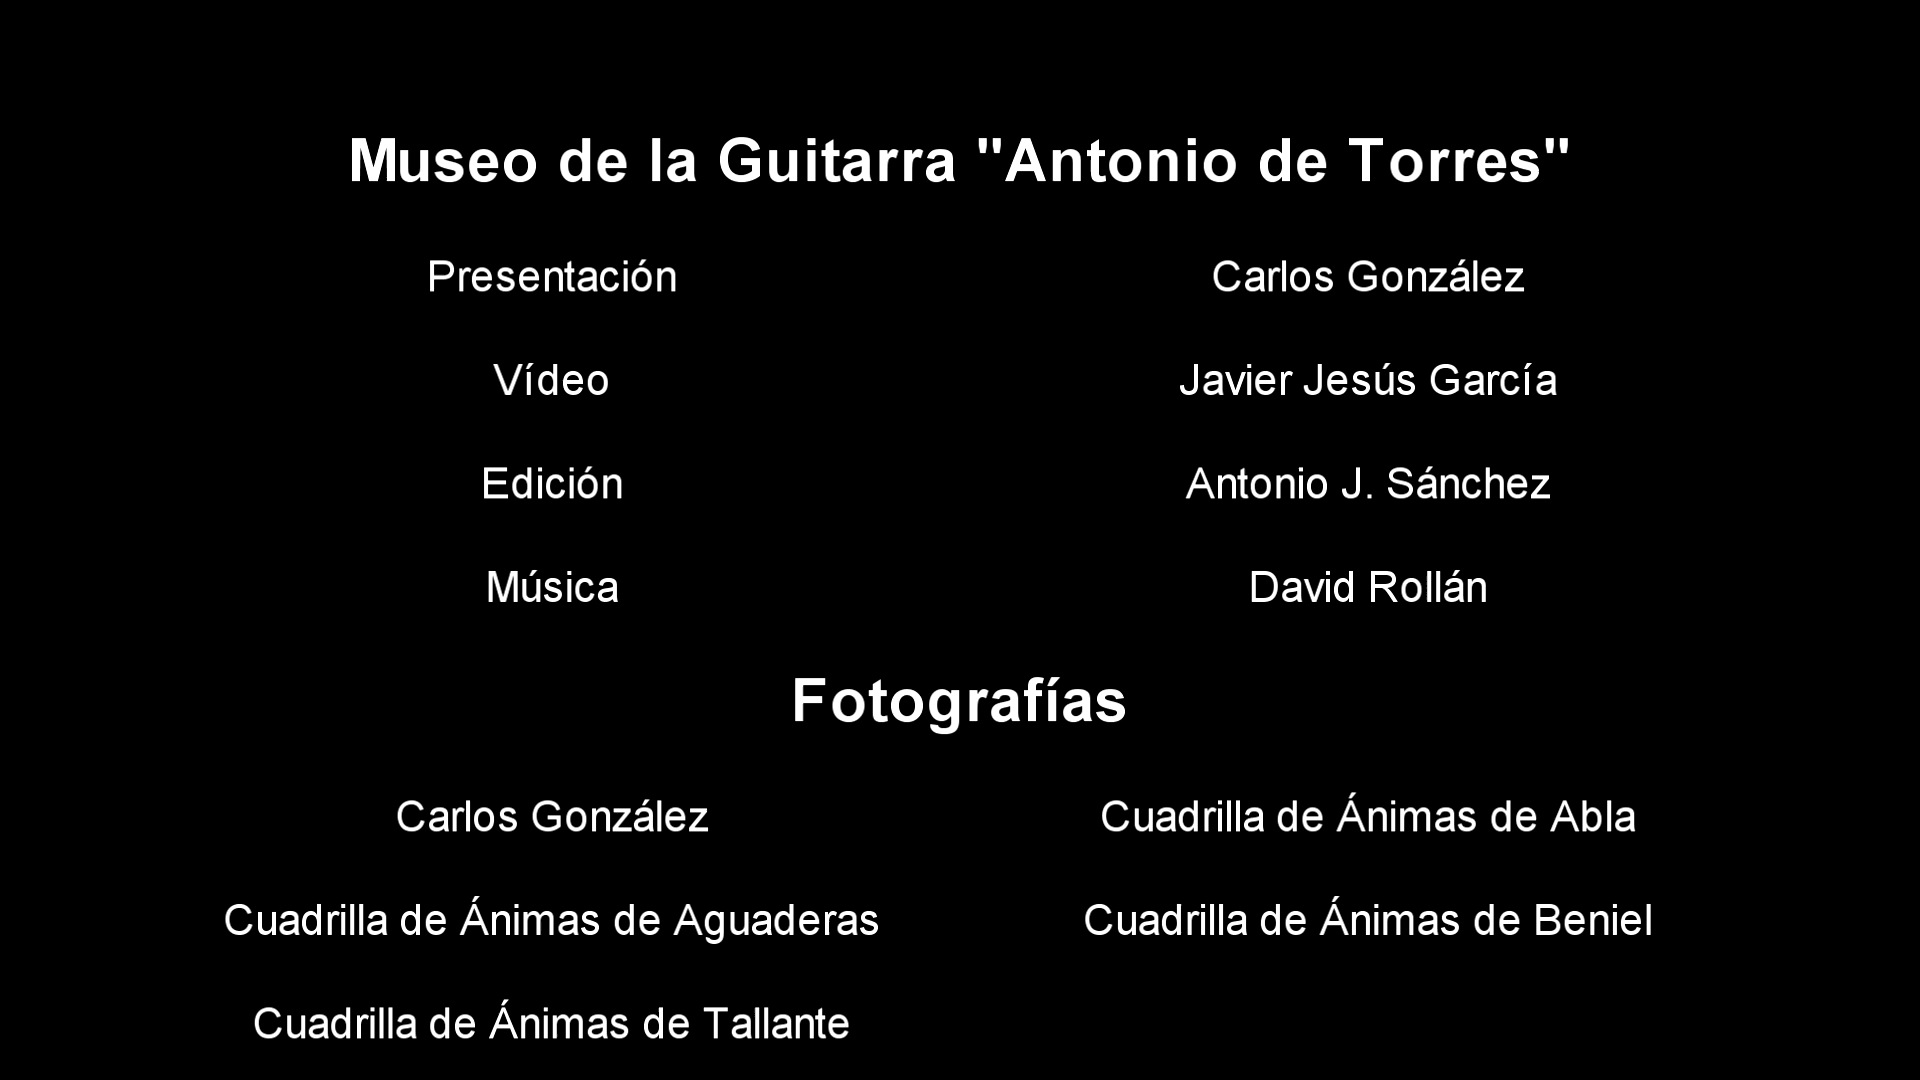 Museo de la Guitarra "Antonio de Torres"
Presentación Carlos González
Vídeo Javier Jesús García
Edición Antonio J. Sánchez
Música David Rollán
Fotografías
Carlos González Cuadrilla de Ánimas de Abla
Cuadrilla de Ánimas de Aguaderas Cuadrilla de Ánimas de Beniel
Cuadrilla de Ánimas de Tallante